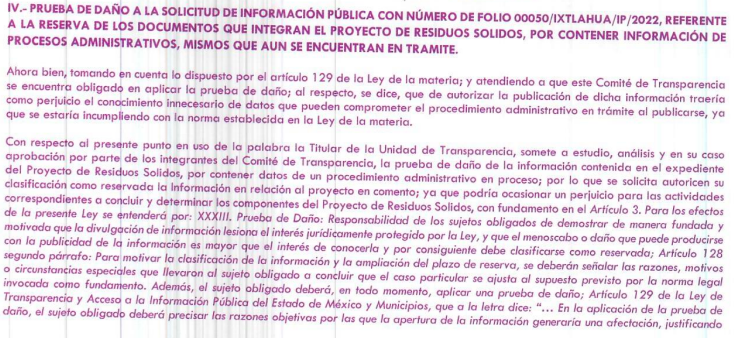 IV.- PRUEBA DE DAÑO A LA SOLICITUD DE INFORMACIÓN PÚBLICA CON NÚMERO DE FOLIO 00050/IXTLAHUA/IP/2022, REFERENTE
A LA RESERVA DE LOS DOCUMENTOS QUE INTEGRAN EL PROYECTO DE RESIDUOS SOLIDOS, POR CONTENER INFORMACIÓN DE
PROCESOS ADMINISTRATIVOS, MISMOS QUE AUN SE ENCUENTRAN EN TRAMITE.
Ahora bien, tomando en cuenta lo dispuesto por el artículo 129 de la Ley de la materia; y atendiendo a que este Comité de Transparencia
se encuentra obligado en aplicar la prueba de daño; al respecto, se dice, que de autorizar la publicación de dicha información traería
como perjuicio el conocimiento innecesario de datos que pueden comprometer el procedimiento administrativo en trámite al publicarse, ya
que se estaría incumpliendo con la norma establecida en la Ley de la materia.
Con respecto al presente punto en uso de la palabra la Titular de la Unidad de Transparencia, somete a estudio, análisis y en su caso
aprobación por parte de los integrantes del Comité de Transparencia, la prueba de daño de la información contenida en el expediente
del Proyecto de Residuos Solidos, por contener datos de un procedimiento administrativo en proceso; por lo que se solicita autoricen su
clasificación como reservada la Información en relación al proyecto en comento; ya que podría ocasionar un perjuicio para las actividades
correspondientes a concluir y determinar los componentes del Proyecto de Residuos Solidos, con fundamento en el Artículo 3. Para los efectos
de la presente Ley se entenderá por: XXXIII. Prueba de Daño: Responsabilidad de los sujetos obligados de demostrar de manera fundada y
motivada que la divulgación de información lesiona el interés jurídicamente protegido por la Ley, y que el menoscabo o daño que puede producirse
con la publicidad de la información es mayor que el interés de conocerla y por consiguiente debe clasificarse como reservada; Artículo 128
segundo párrafo: Para motivar la clasificación de la información y la ampliación del plazo de reserva, se deberán señalar las razones, motivos
o circunstancias especiales que llevaron al sujeto obligado a concluir que el caso particular se ajusta al supuesto previsto por la norma legal
invocada como fundamento. Además, el sujeto obligado deberá, en todo momento, aplicar una prueba de daño; Artículo 129 de la Ley de
Transparencia y Acceso a la Información Pública del Estado de México y Municipios, que a la letra dice: “... En la aplicación de la prueba de
daño, el sujeto obligado deberá precisar las razones objetivas por las que la apertura de la información generaría una afectación, justificando